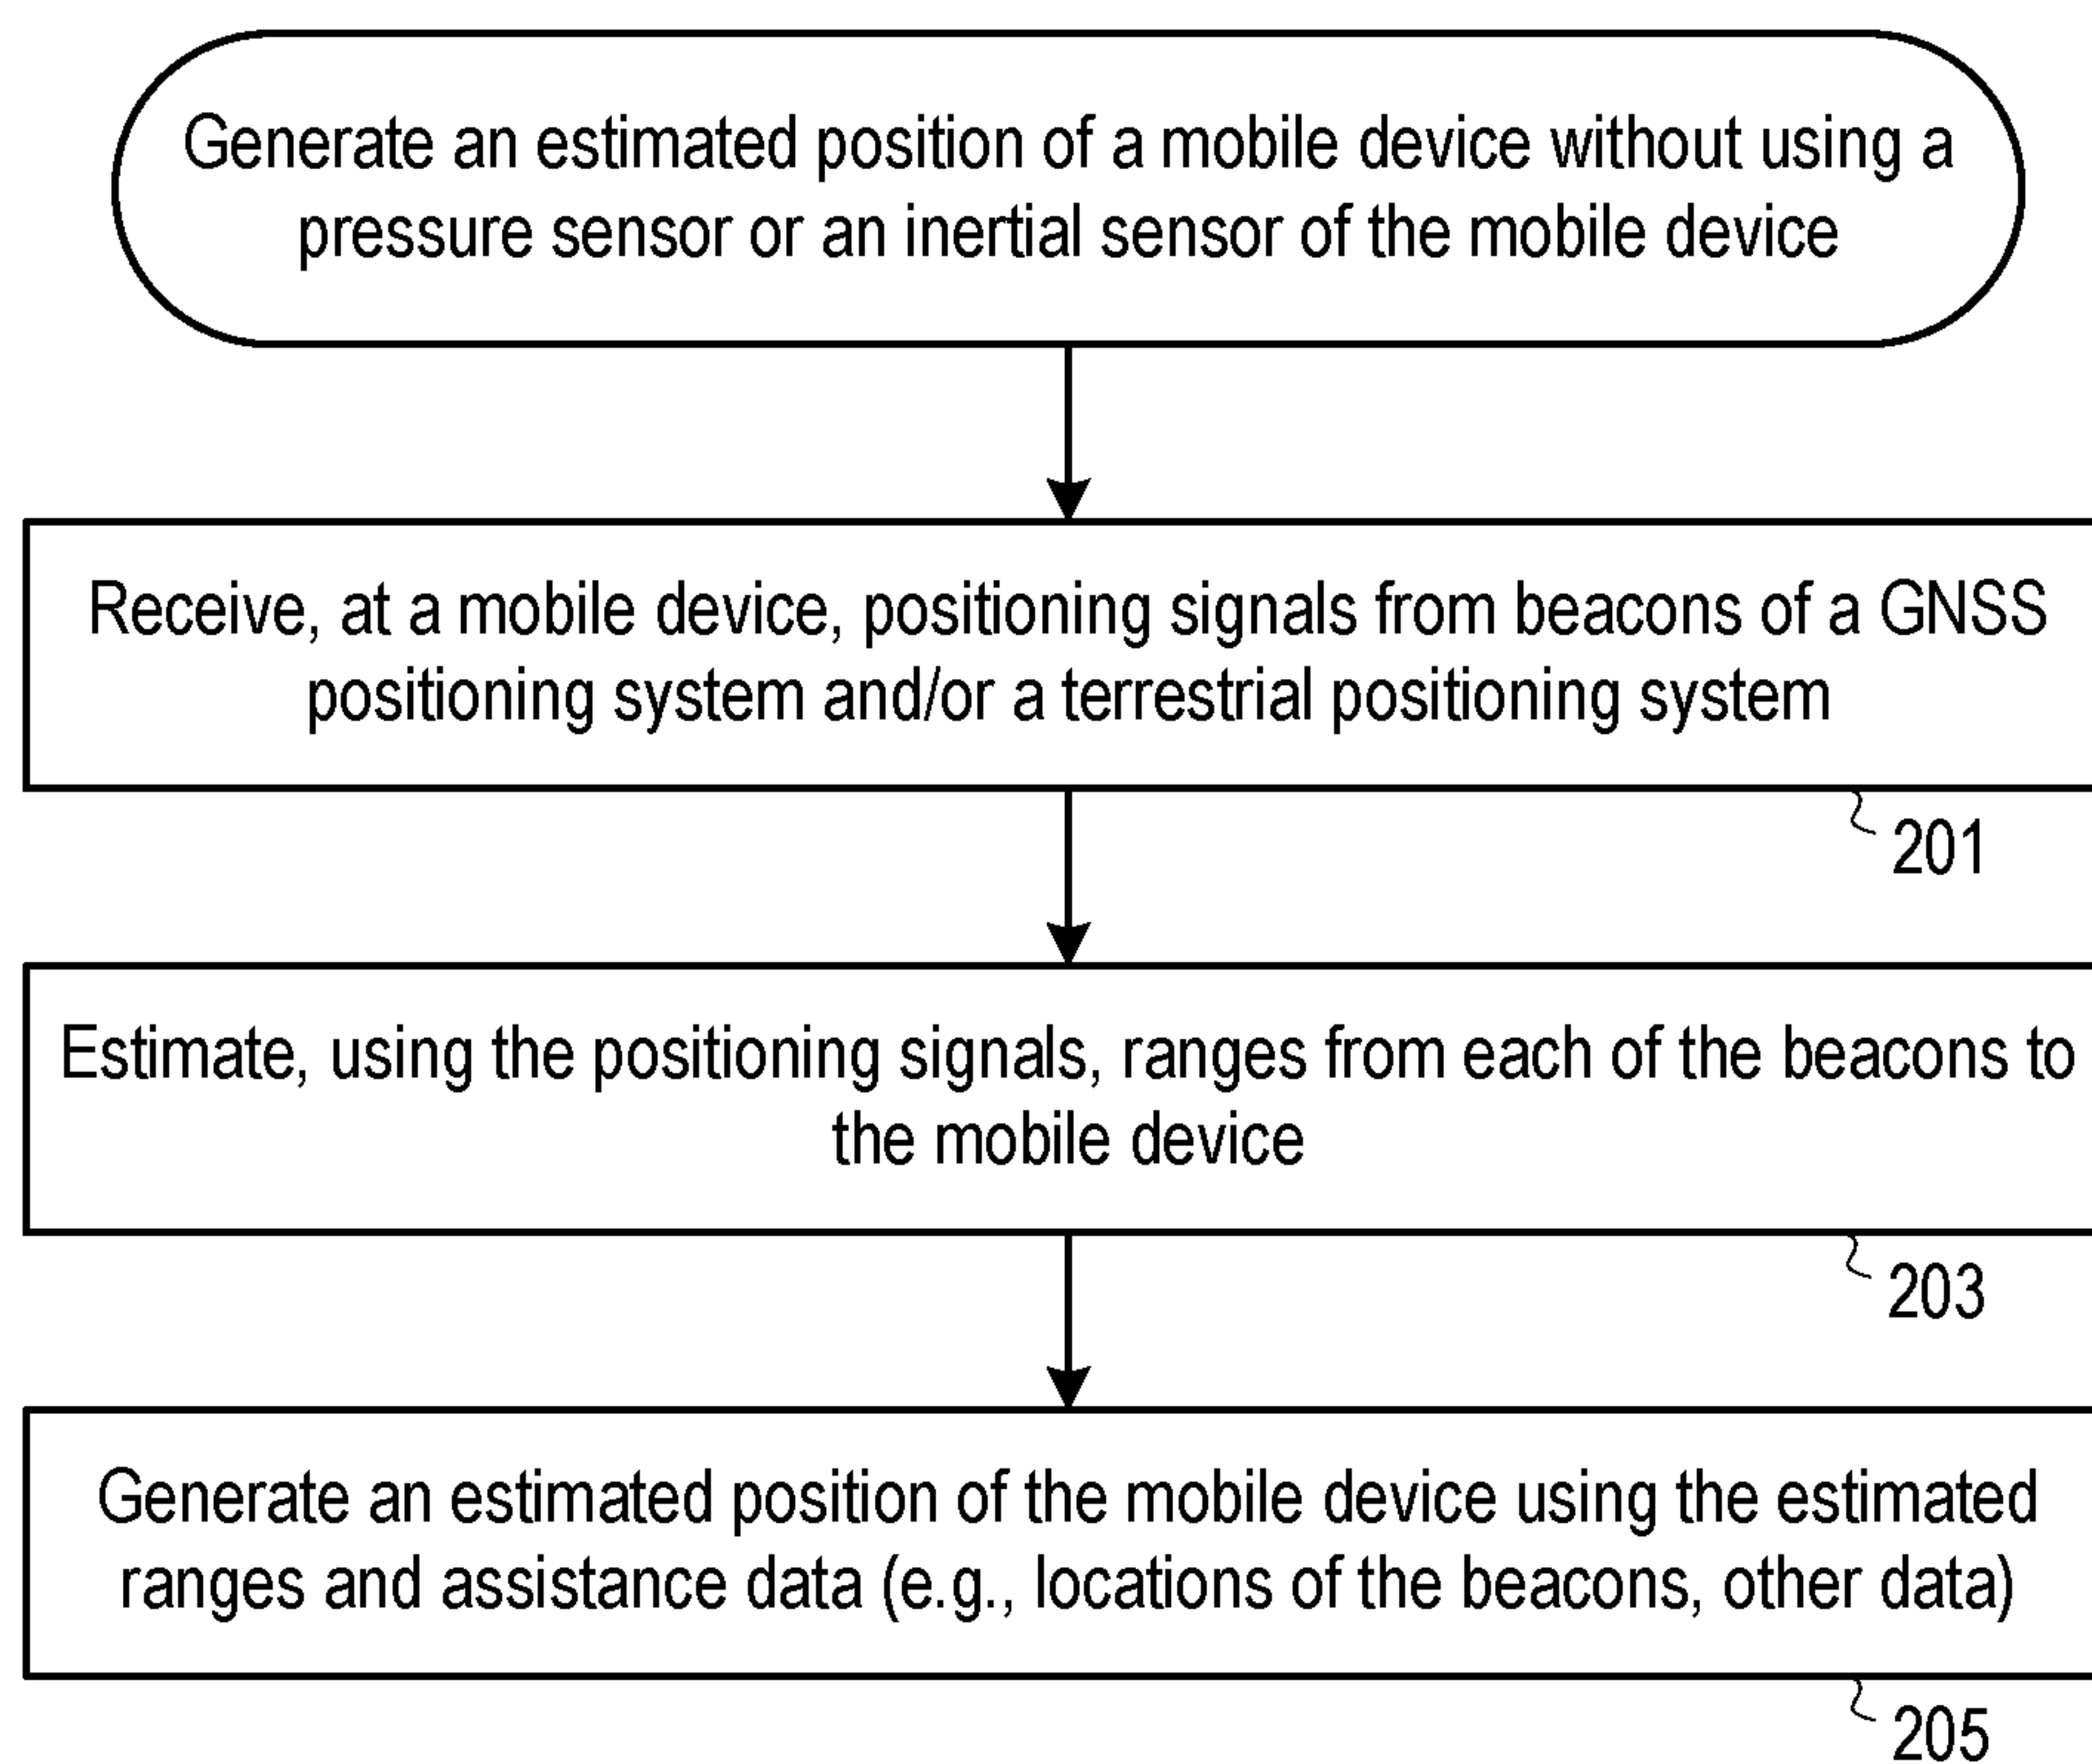 Generate an estimated position of a mobile device without using a
pressure sensor or an inertial sensor of the mobile device
Receive, at a mobile device, positioning signals from beacons of a GNSS
positioning system and/or a terrestrial positioning system
201
Estimate, using the positioning signals, ranges from each of the beacons to
the mobile device
203
Generate an estimated position of the mobile device using the estimated
ranges and assistance data (e.g., locations of the beacons, other data)
205